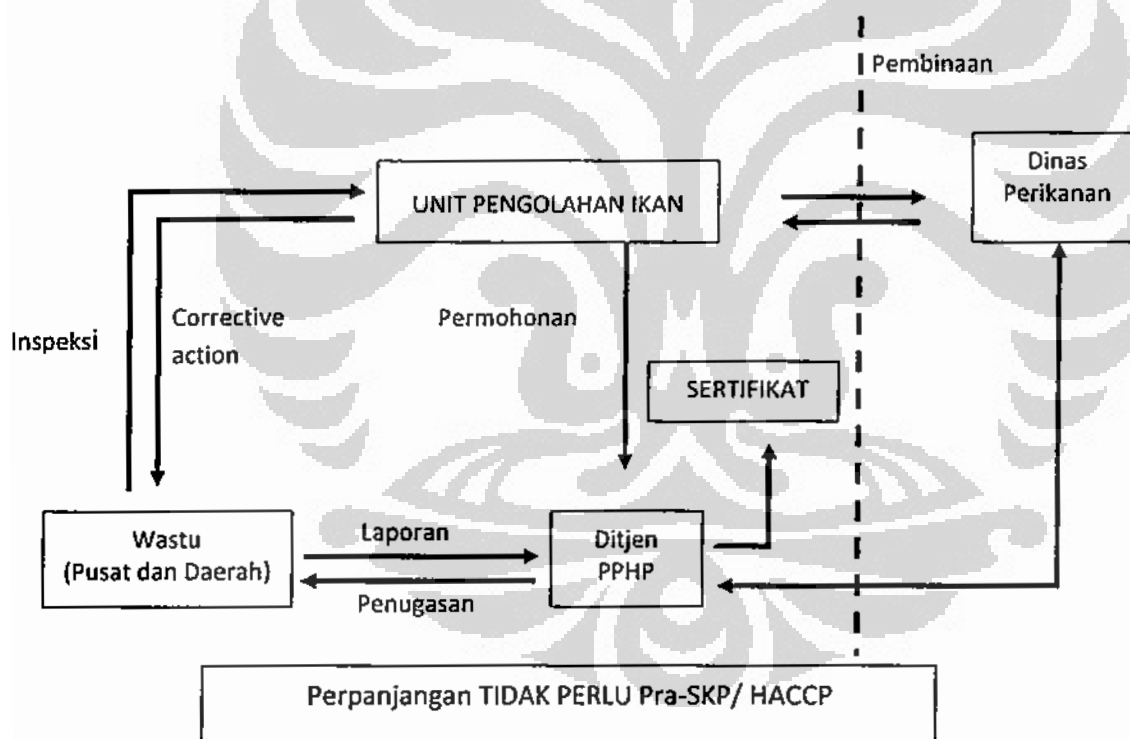 Pembinaan
Dinas
Perikanan
UNIT PENGOLAHAN IKAN
Inspeksi
Corrective
action
Permohonan
SERTIFIKAT
Wastu
(Pusat dan Daerah)
Laporan
Penugasan
Ditjen
PPHP
Perpanjangan TIDAK PERLU Pra-SKP/ HACCP